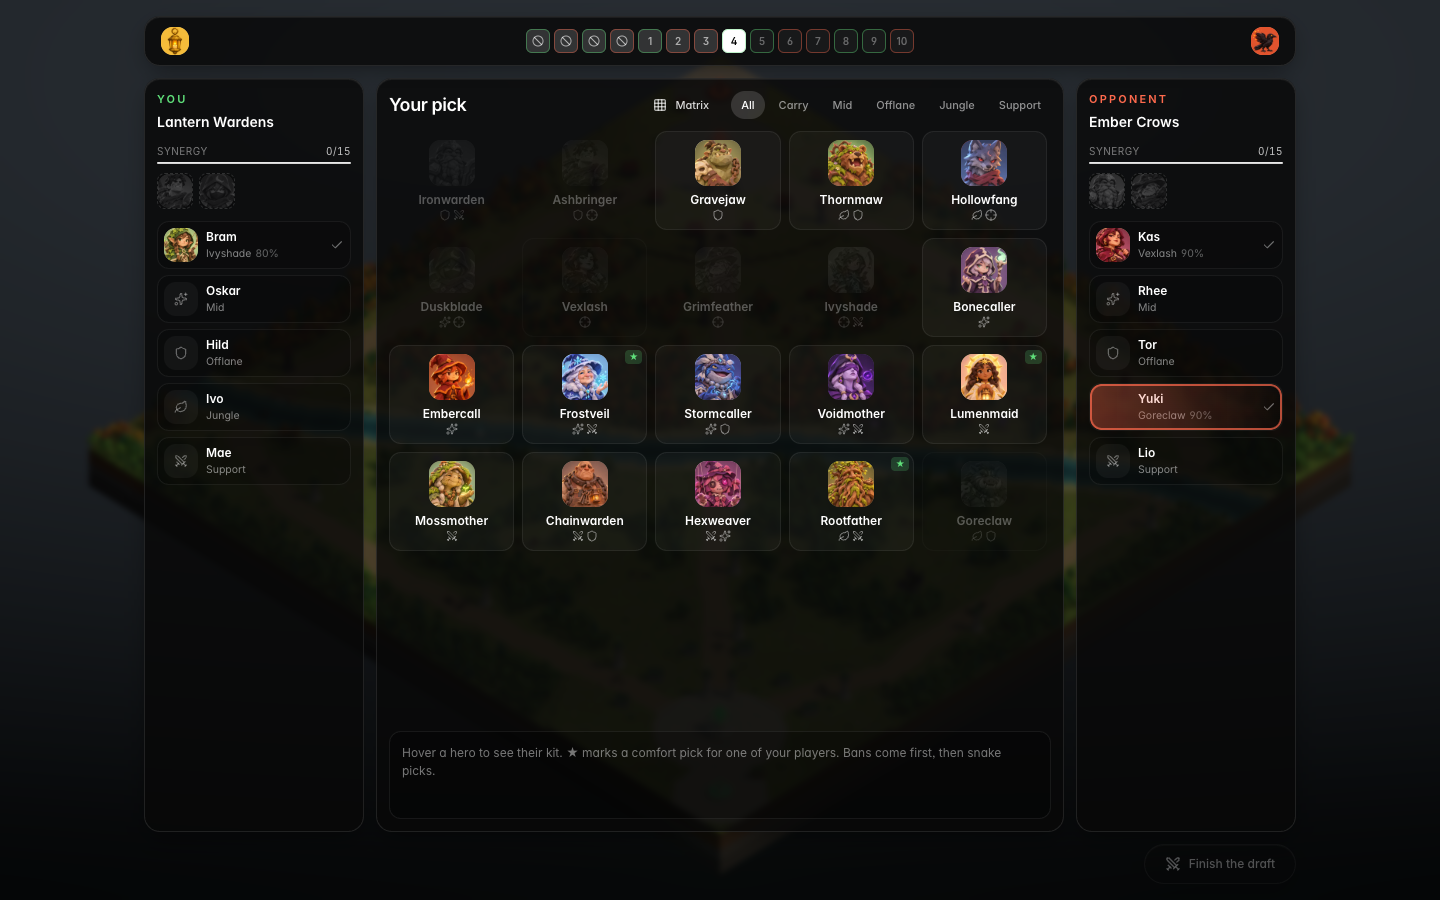 1 2 3 4 5 6 7 8 9 10
YOU
Lantern Wardens
SYNERGY 0/15
Bram
Ivyshade 80%
Oskar
Mid
Hild
Offlane
Ivo
Jungle
Mae
Support
Your pick
Matrix All Carry Mid Offlane Jungle Support
Ironwarden Ashbringer Gravejaw Thornmaw Hollowfang
Duskblade Vexlash Grimfeather Ivyshade Bonecaller
Embercall Frostveil Stormcaller Voidmother Lumenmaid
Mossmother Chainwarden Hexweaver Rootfather Goreclaw
Hover a hero to see their kit. ★ marks a comfort pick for one of your players. Bans come first, then snake
picks.
OPPONENT
Ember Crows
SYNERGY 0/15
Kas
Vexlash 90%
Rhee
Mid
Tor
Offlane
Yuki
Goreclaw 90%
Lio
Support
Finish the draft